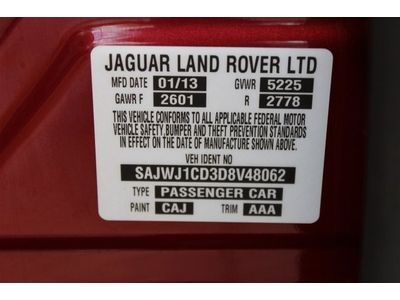 JAGUAR LAND ROVER LTD
MFD DATE 01/13 GVWR 5225
GAWR F 2601 R 2778
THIS VEHICLE CONFORMS TO ALL APPLICABLE FEDERAL MOTOR
VEHICLE SAFETY, BUMPER AND THEFT PREVENTION STANDARDS
IN EFFECT ON THE DATE OF MANUFACTURE SHOWN ABOVE.
VEH IDENT NO
SAJWJ1CD3D8V48062
TYPE PASSENGER CAR
PAINT CAJ TRIM AAA